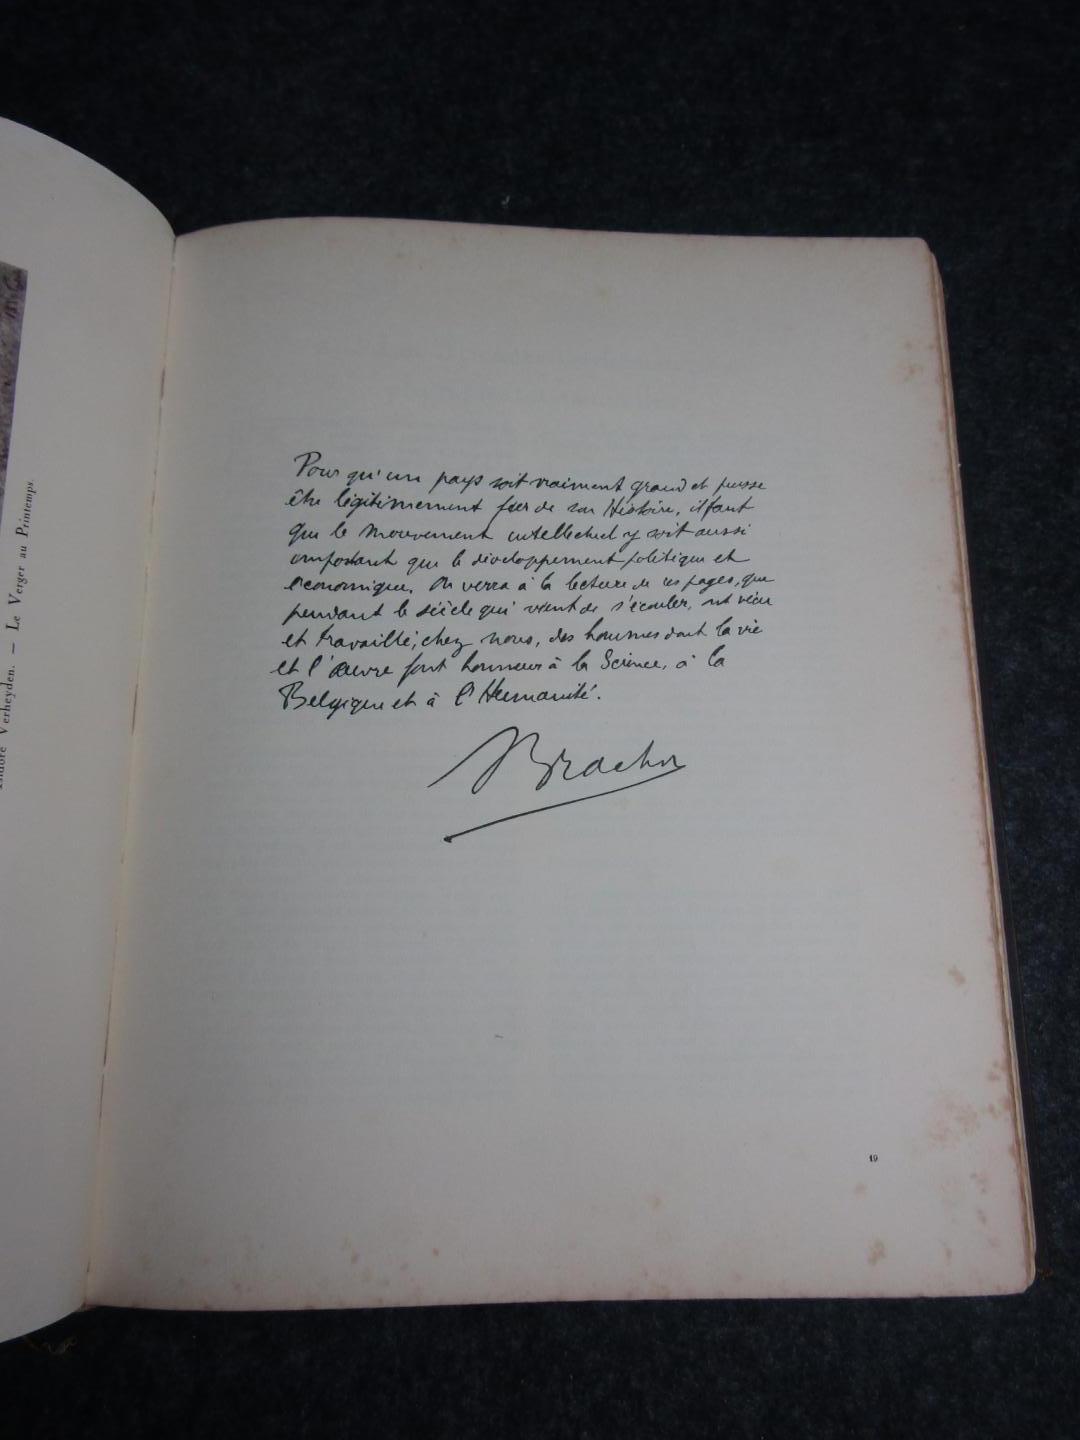 Isidore Verheyden. — Le Verger au Printemps.
Pour qu'un pays soit vraiment grand et puisse
être légitimement fier de son Histoire, il faut
que le mouvement intellectuel y soit aussi
important que le développement politique et
économique. On verra à la lecture de ces pages, que
pendant le siècle qui vient de s'écouler, ont vécu
et travaillé, chez nous, des hommes dont la vie
et l'œuvre font honneur à la Science, à la
Belgique et à l'Humanité.
19